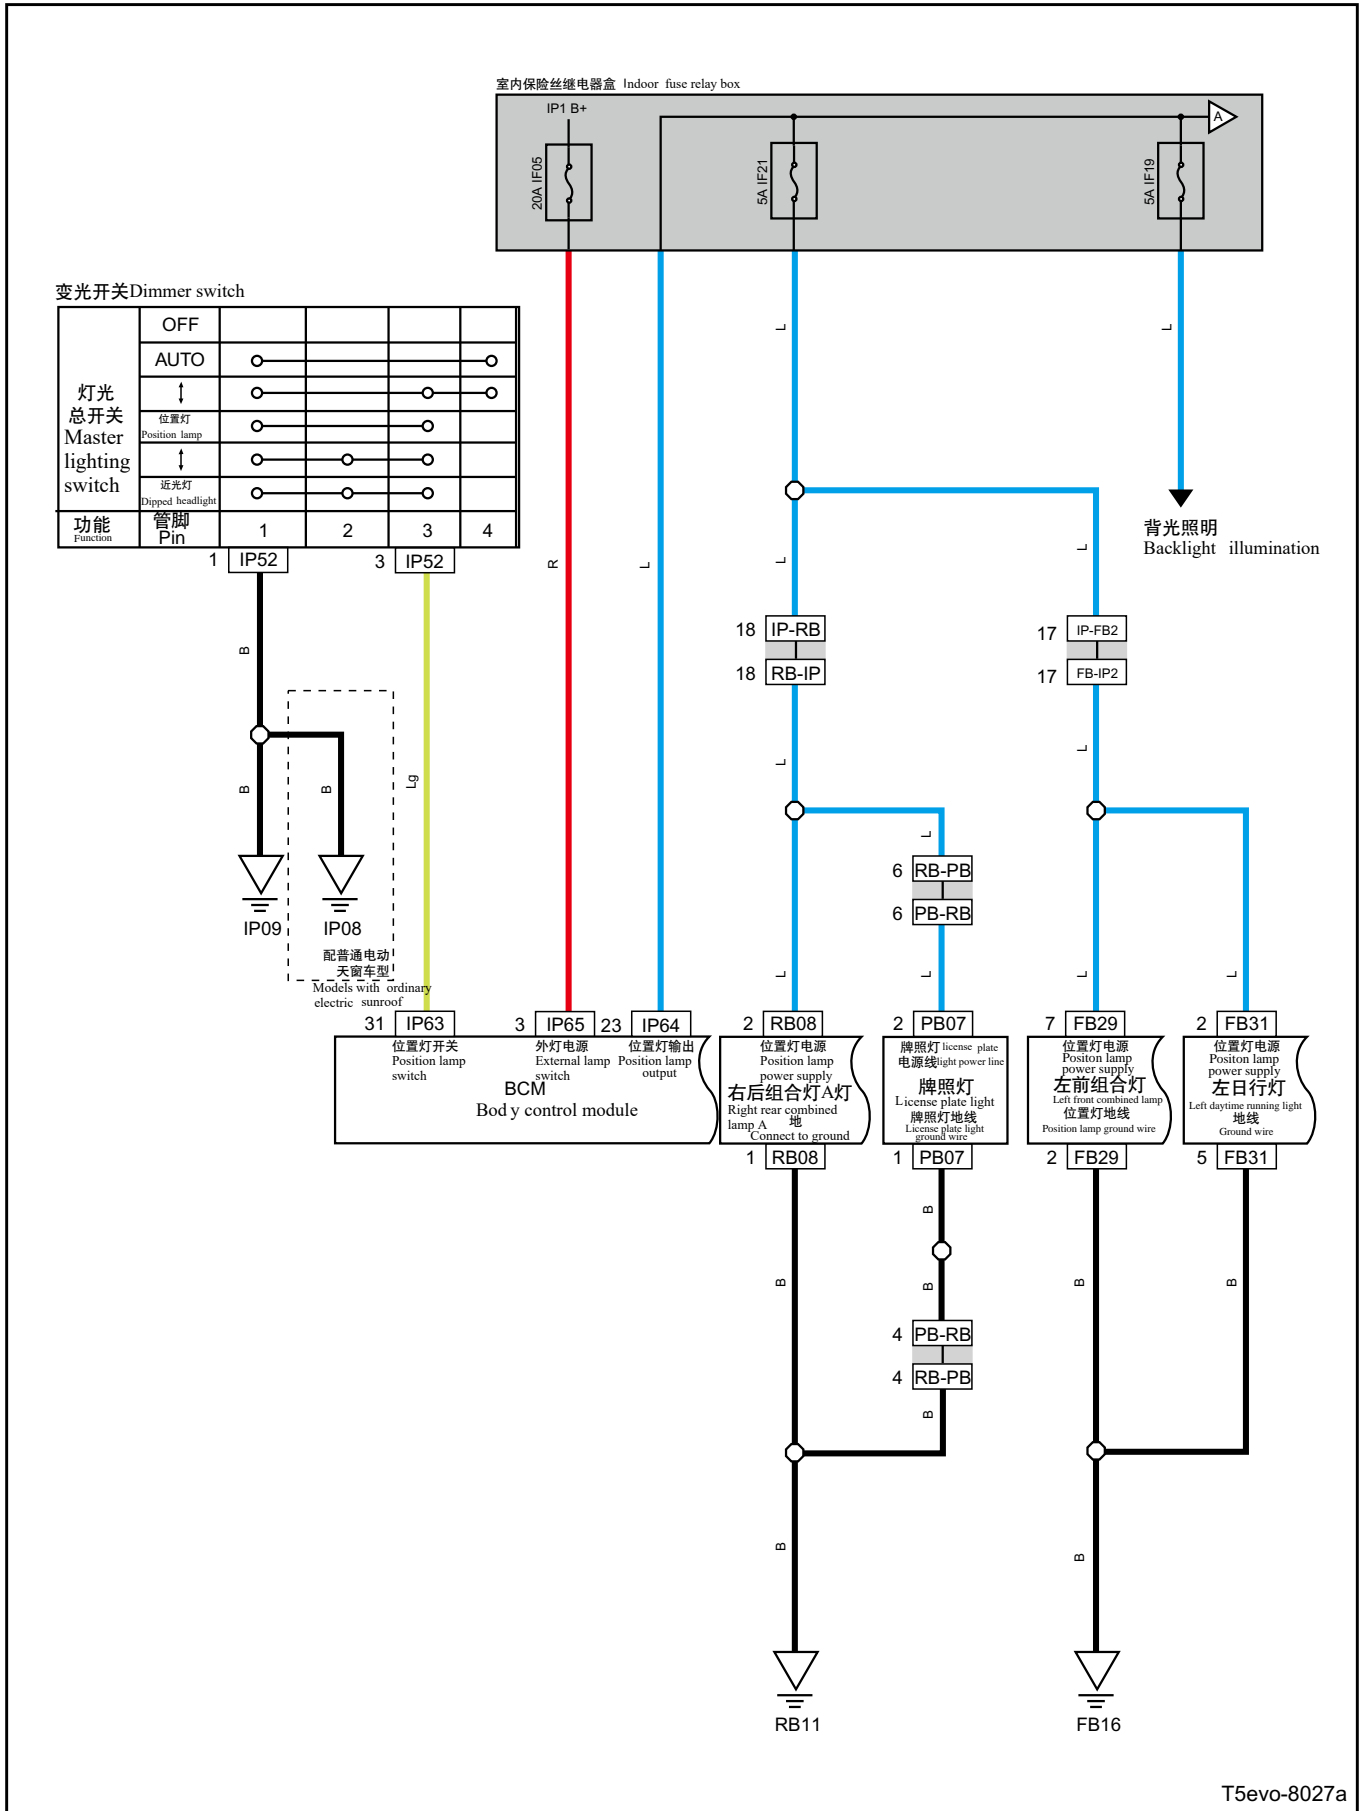 室内保险丝继电器盒 Indoor fuse relay box
IP1 B+
A
20A IF05
5A IF21
5A IF19
变光开关Dimmer switch
灯光
总开关
Master
lighting
switch
OFF
AUTO
位置灯
Position lamp
近光灯
Dipped headlight
功能
Function
管脚
Pin
1 2 3 4
1 IP52
3 IP52
L
L
L
L
背光照明
Backlight illumination
R
L
L
18 IP-RB
18 RB-IP
17 IP-FB2
17 FB-IP2
B
B
B
Lg
L
L
L
6 RB-PB
6 PB-RB
IP09
IP08
配普通电动
天窗车型
Models with ordinary
electric sunroof
L
L
L
L
31 IP63
3 IP65
23 IP64
2 RB08
2 PB07
7 FB29
2 FB31
位置灯开关
Position lamp
switch
外灯电源
External lamp
switch
位置灯输出
Position lamp
output
BCM
Bod y control module
位置灯电源
Position lamp
power supply
右后组合灯A灯
Right rear combined
lamp A
地
Connect to ground
牌照灯 license plate
电源线light power line
牌照灯
License plate light
牌照灯地线
License plate light
ground wire
位置灯电源
Positon lamp
power supply
左前组合灯
Left front combined lamp
位置灯地线
Position lamp ground wire
位置灯电源
Positon lamp
power supply
左日行灯
Left daytime running light
地线
Ground wire
1 RB08
1 PB07
2 FB29
5 FB31
B
B
B
B
B
4 PB-RB
4 RB-PB
B
B
B
RB11
FB16
T5evo-8027a